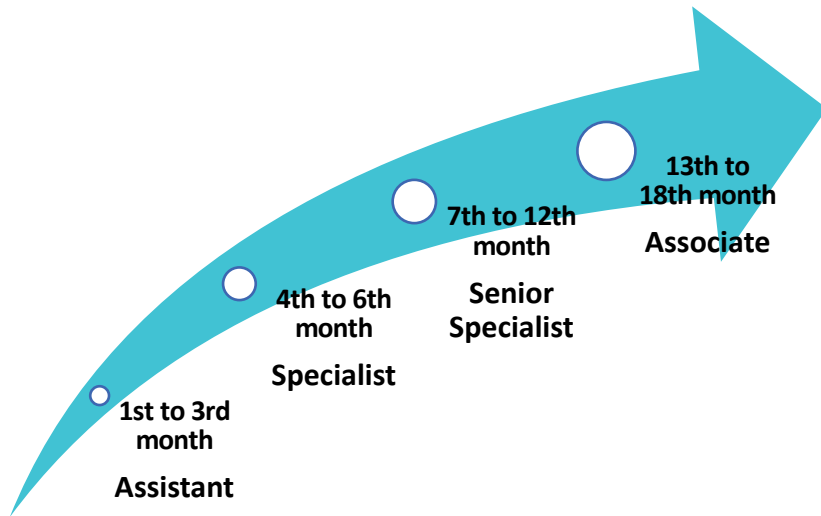 1st to 3rd
month
Assistant
4th to 6th
month
Specialist
7th to 12th
month
Senior
Specialist
13th to
18th month
Associate